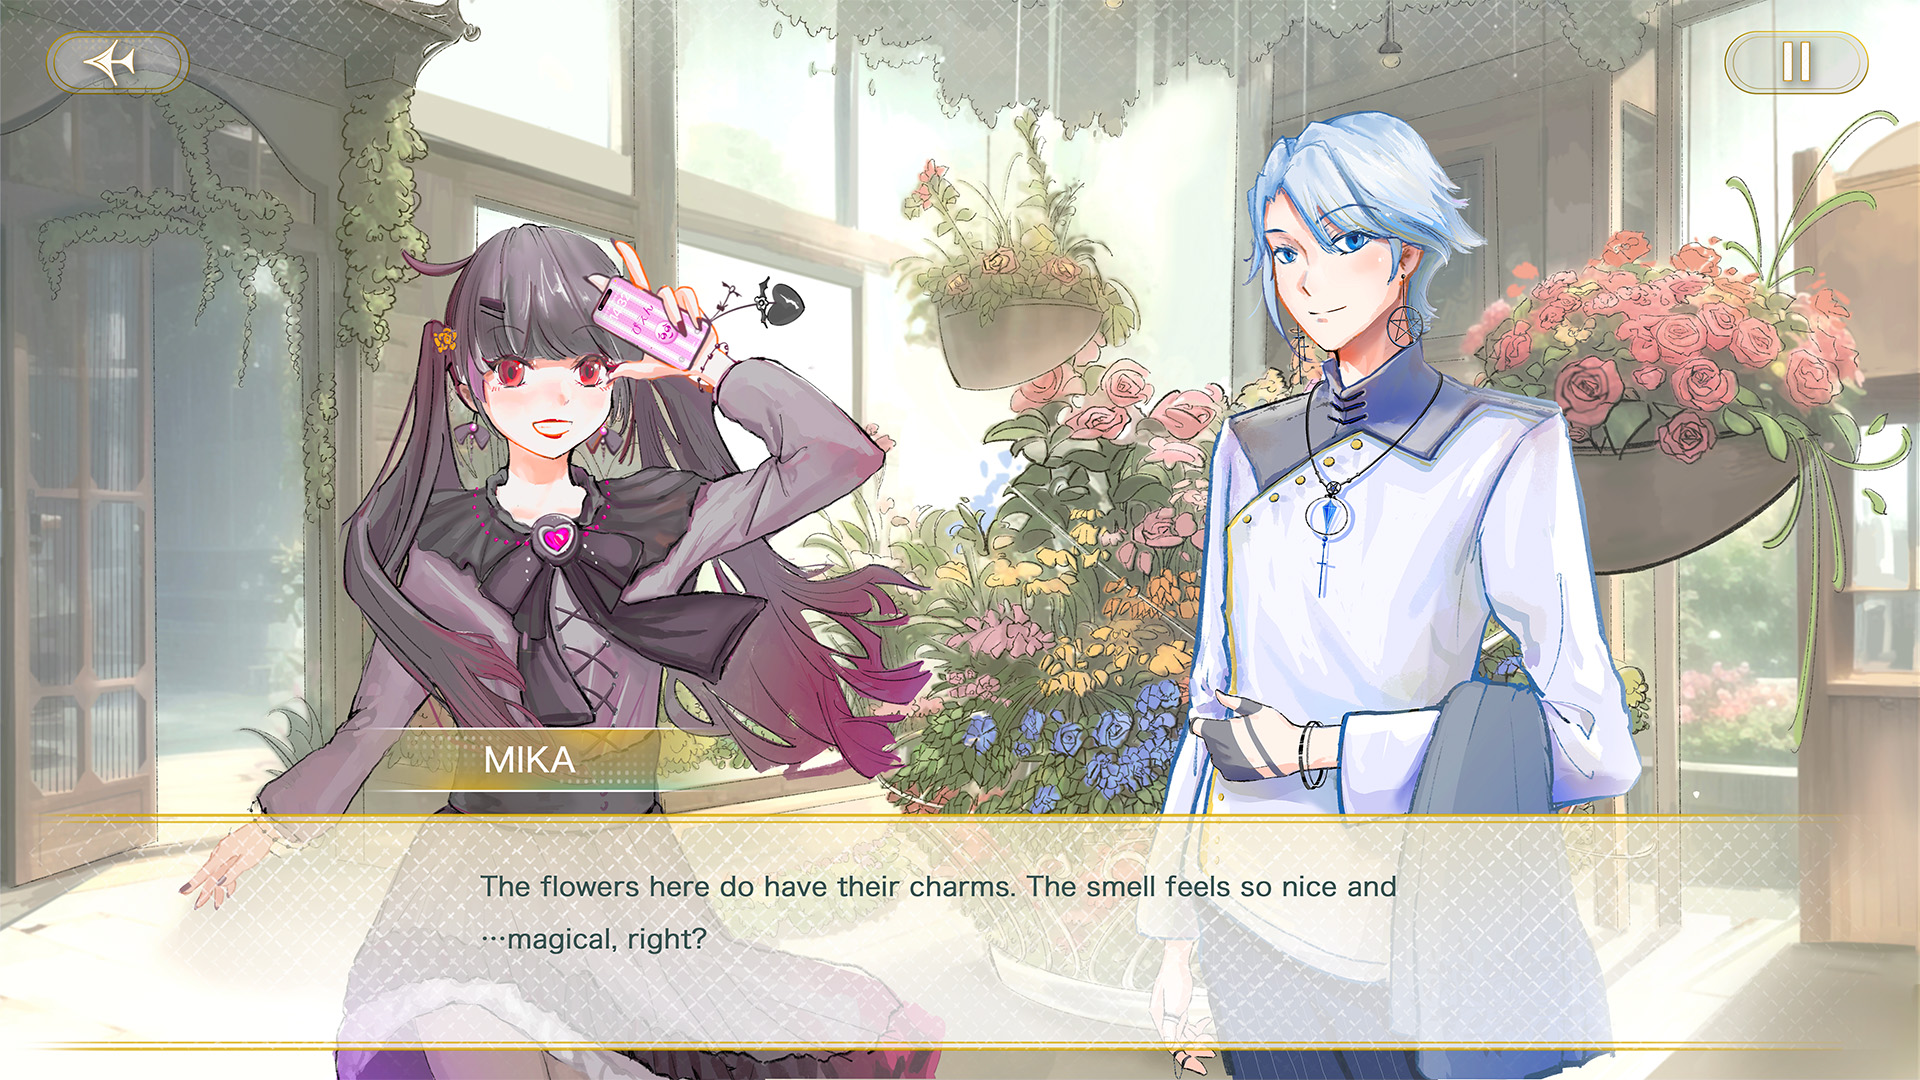 MIKA
The flowers here do have their charms. The smell feels so nice and
…magical, right?